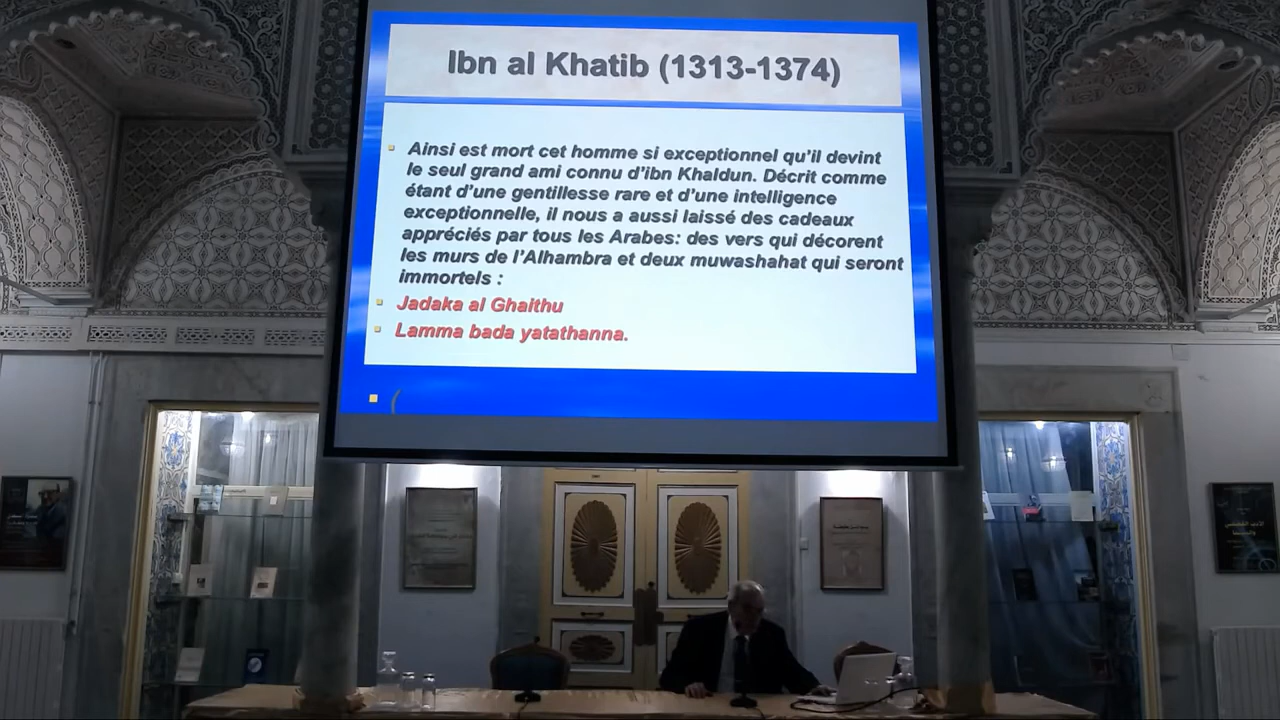 Ibn al Khatib (1313-1374)
Ainsi est mort cet homme si exceptionnel qu'il devint
le seul grand ami connu d'ibn Khaldun. Décrit comme
étant d'une gentillesse rare et d'une intelligence
exceptionnelle, il nous a aussi laissé des cadeaux
appréciés par tous les Arabes: des vers qui décorent
les murs de l'Alhambra et deux muwashahat qui seront
immortels :
Jadaka al Ghaithu
Lamma bada yatathanna.
(